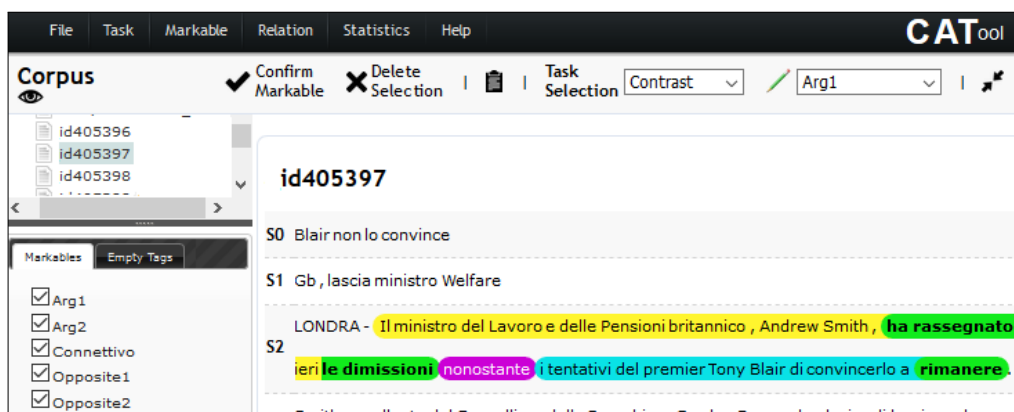 File Task Markable Relation Statistics Help CATool
Corpus Confirm Markable Delete Selection | | Task Selection Contrast Arg1 |
id405396
id405397
id405398
id405397
S0 Blair non lo convince
Markables Empty Tags
S1 Gb , lascia ministro Welfare
Arg1
Arg2
Connettivo
Opposite1
Opposite2
LONDRA - Il ministro del Lavoro e delle Pensioni britannico , Andrew Smith , ha rassegnato
S2
ieri le dimissioni nonostante i tentativi del premier Tony Blair di convincerlo a rimanere .